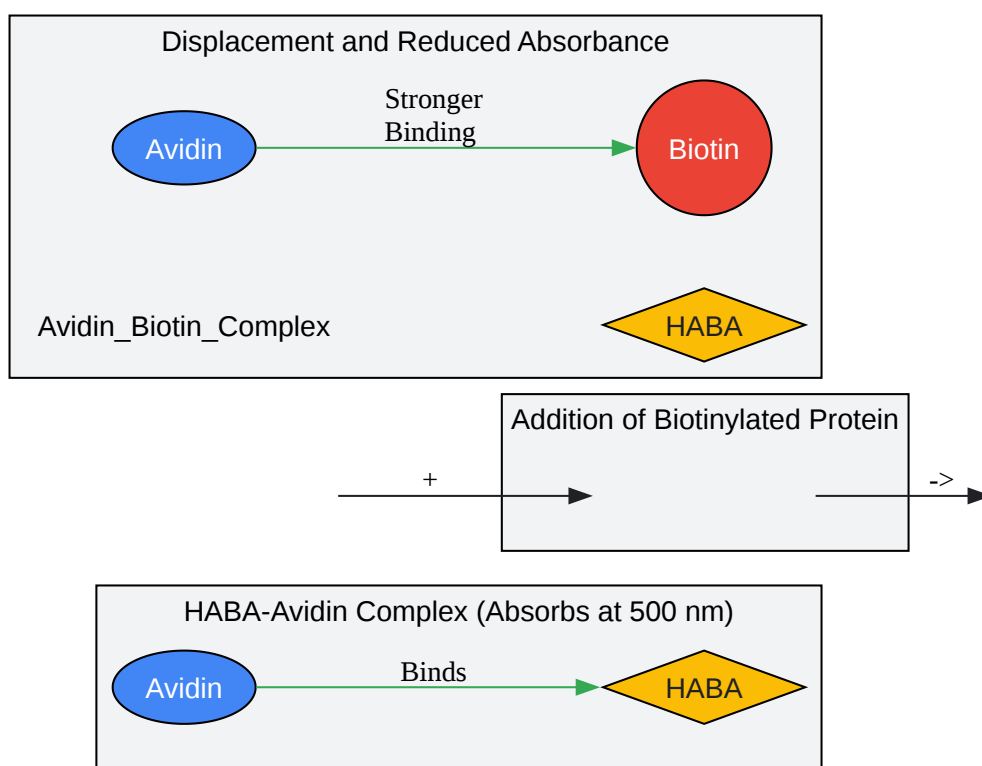 Displacement and Reduced Absorbance
Stronger
Binding
Avidin
Biotin
Avidin_Biotin_Complex
HABA
Addition of Biotinylated Protein
+
->
HABA-Avidin Complex (Absorbs at 500 nm)
Avidin
Binds
HABA